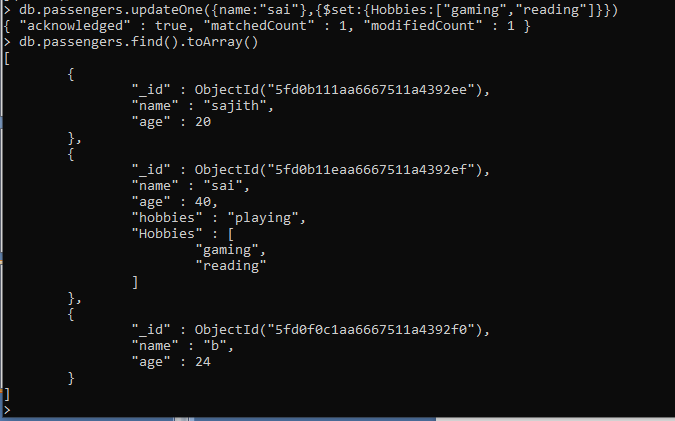 > db.passengers.updateOne({name:"sai"},{$set:{Hobbies:["gaming","reading"]}})
{ "acknowledged" : true, "matchedCount" : 1, "modifiedCount" : 1 }
> db.passengers.find().toArray()
[
        {
                "_id" : ObjectId("5fd0b111aa6667511a4392ee"),
                "name" : "sajith",
                "age" : 20
        },
        {
                "_id" : ObjectId("5fd0b11eaa6667511a4392ef"),
                "name" : "sai",
                "age" : 40,
                "hobbies" : "playing",
                "Hobbies" : [
                        "gaming",
                        "reading"
                ]
        },
        {
                "_id" : ObjectId("5fd0f0c1aa6667511a4392f0"),
                "name" : "b",
                "age" : 24
        }
]
>